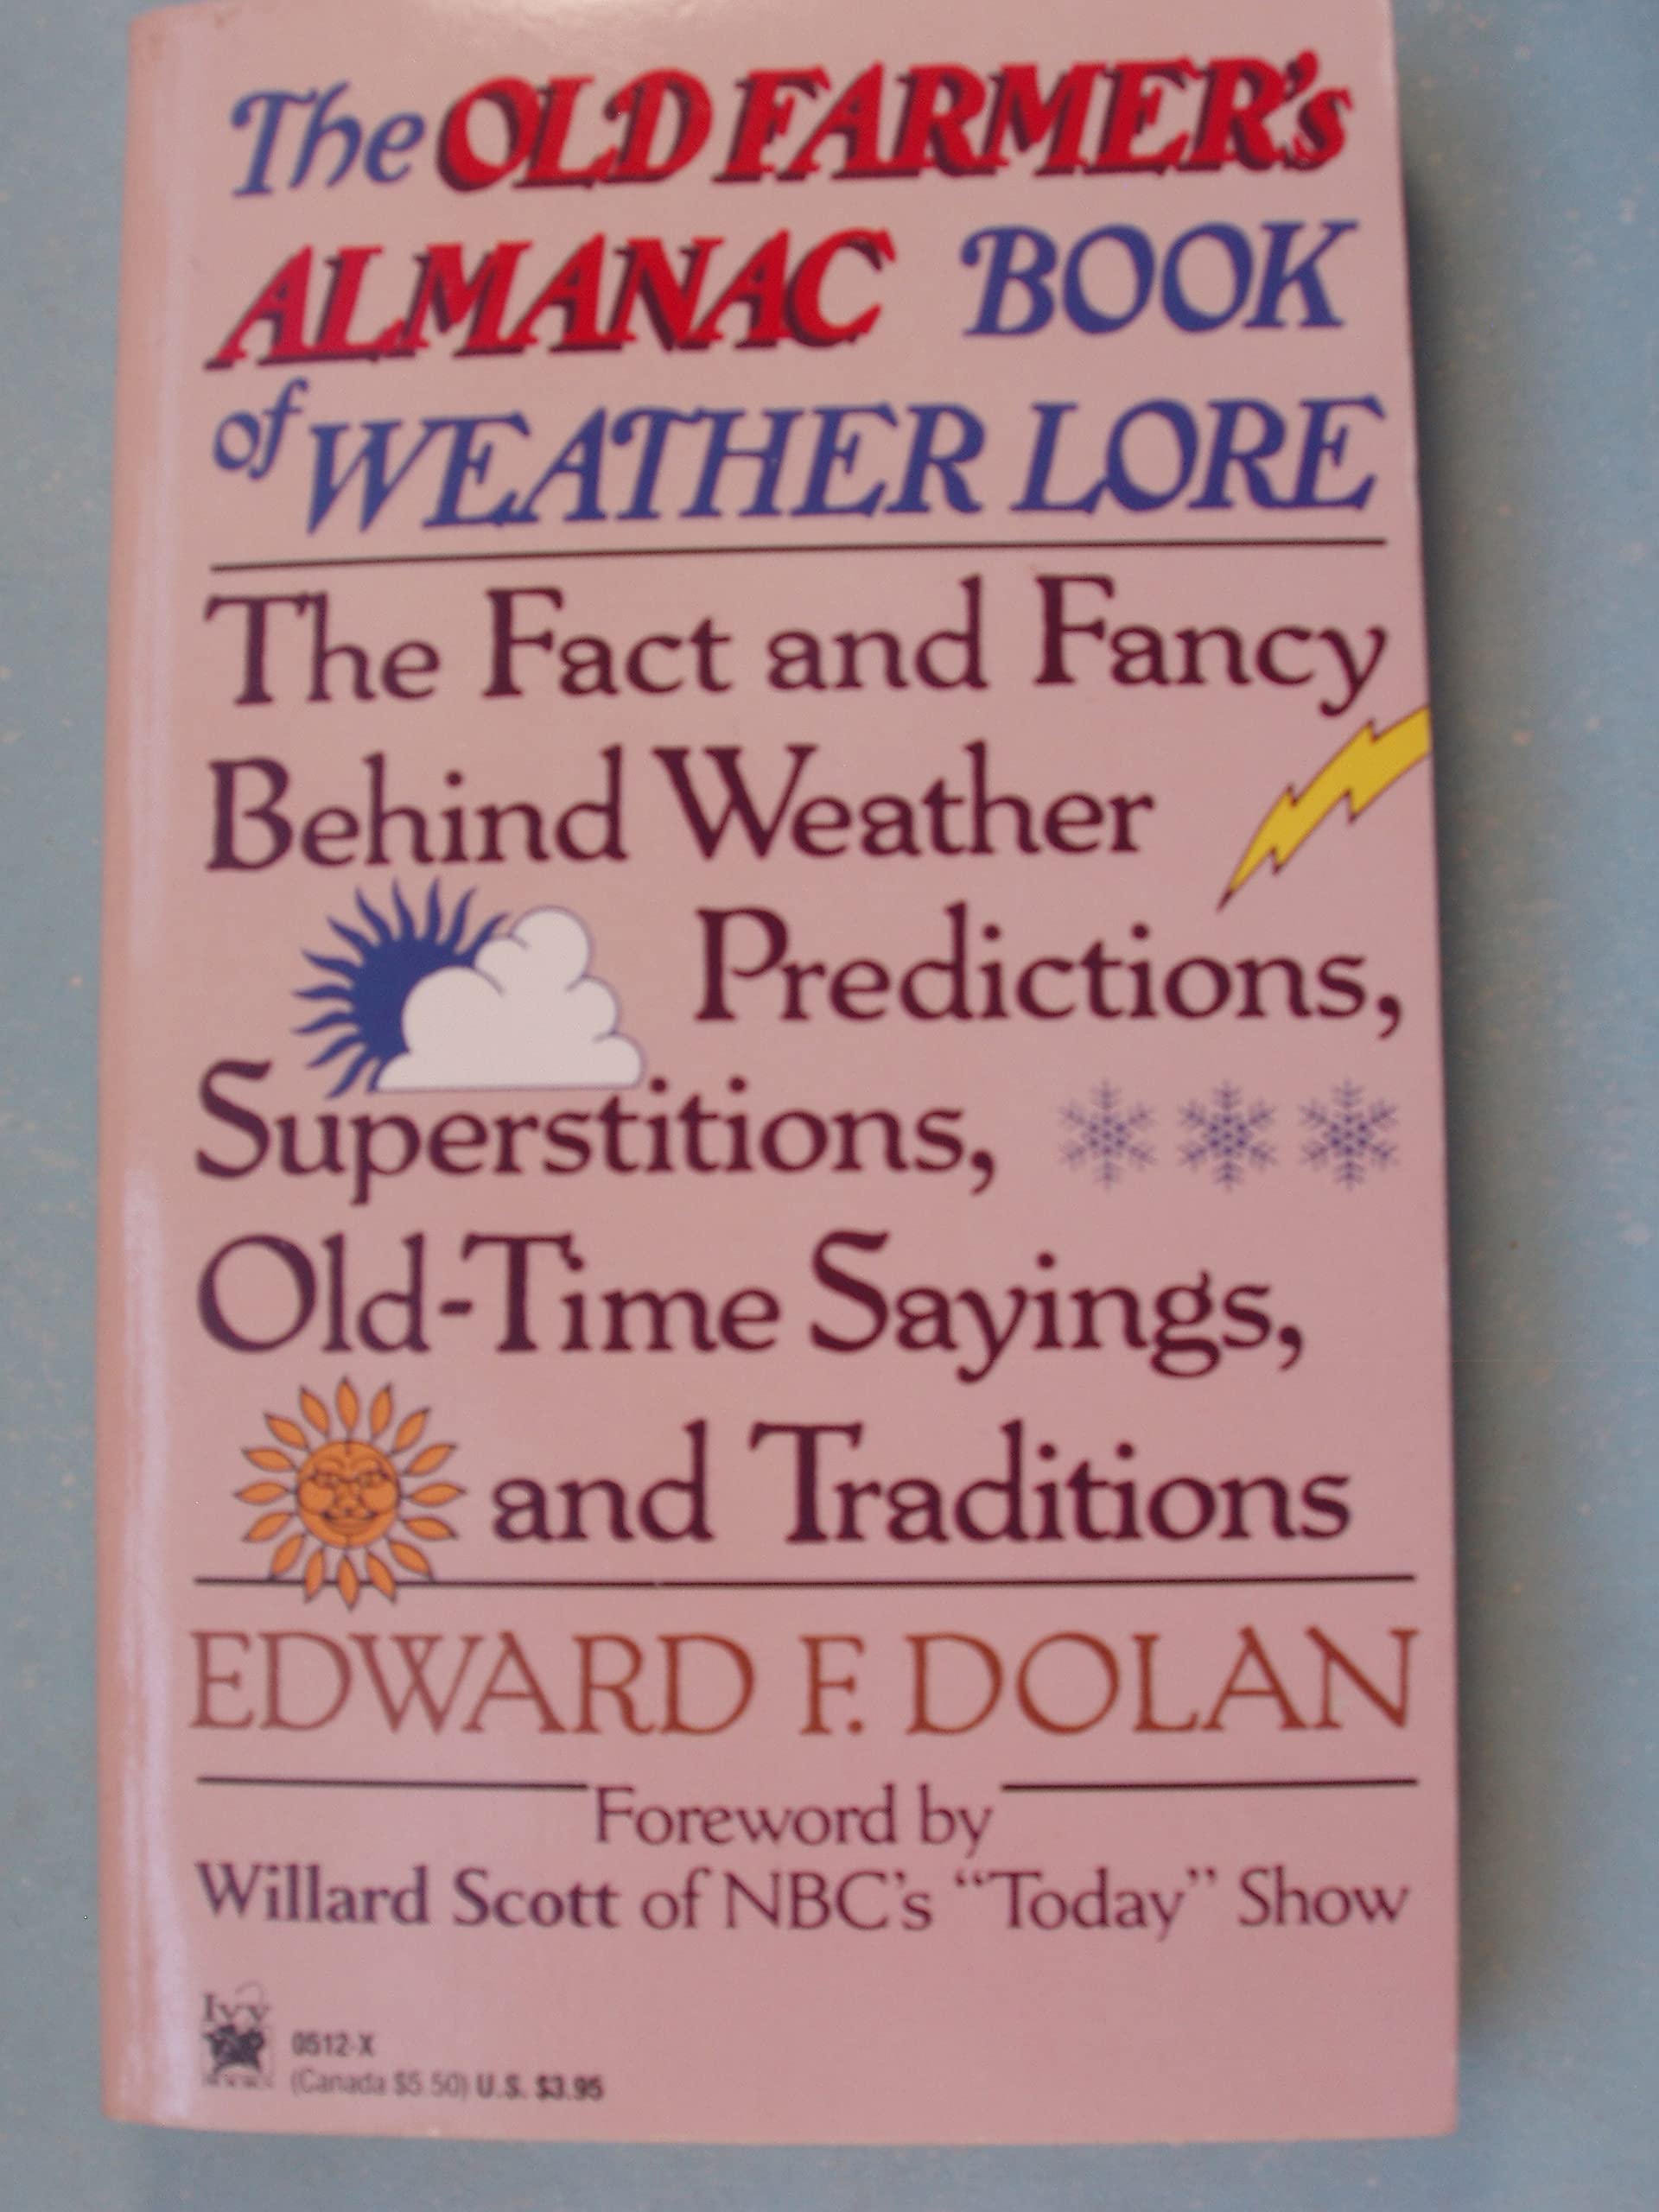 The OLD FARMER's
ALMANAC BOOK
of WEATHER LORE
The Fact and Fancy
Behind Weather
Predictions,
Superstitions,
Old-Time Sayings,
and Traditions
EDWARD F. DOLAN
Foreword by
Willard Scott of NBC's "Today" Show
Ivy
0512-X
(Canada $5.50) U.S. $3.95